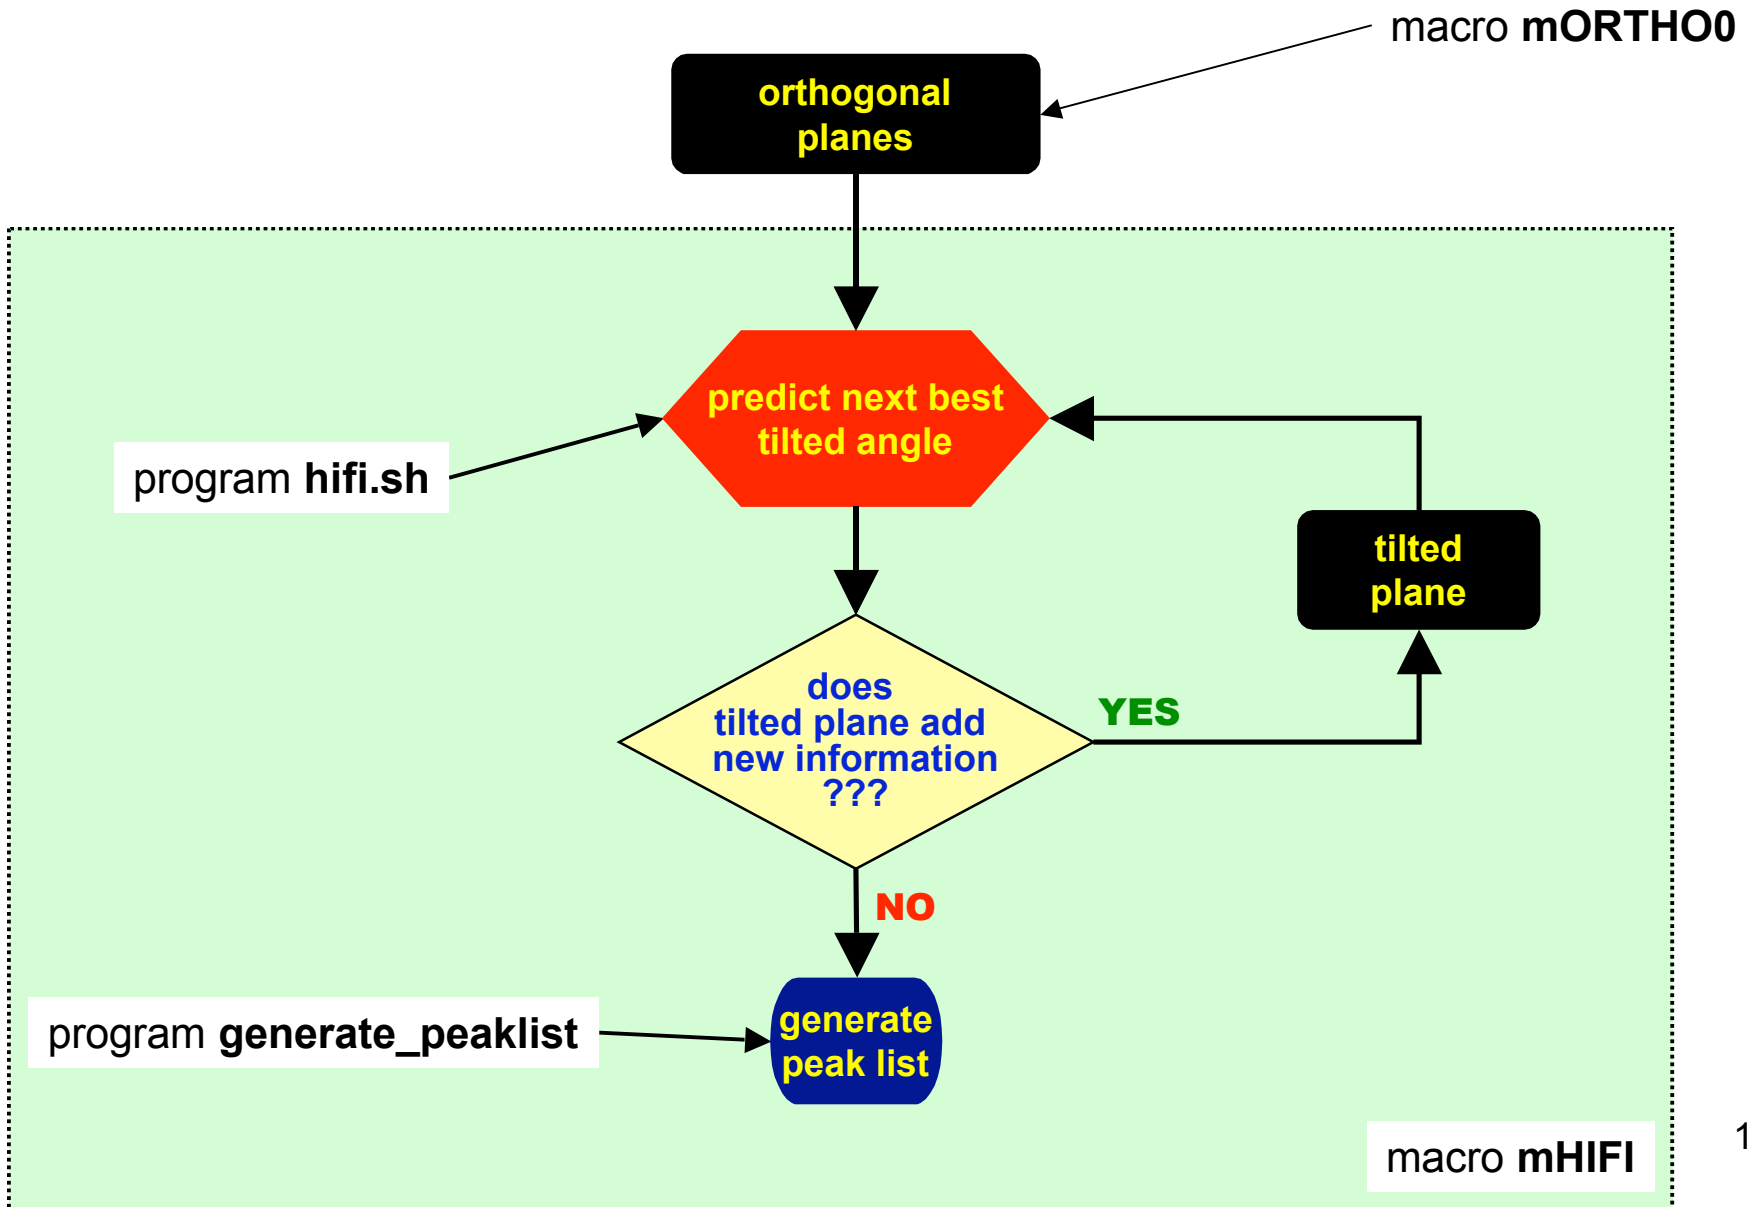 macro mORTHO0
orthogonal
planes
predict next best
tilted angle
program hifi.sh
tilted
plane
does
tilted plane add
new information
???
YES
NO
generate
peak list
program generate_peaklist
macro mHIFI
1